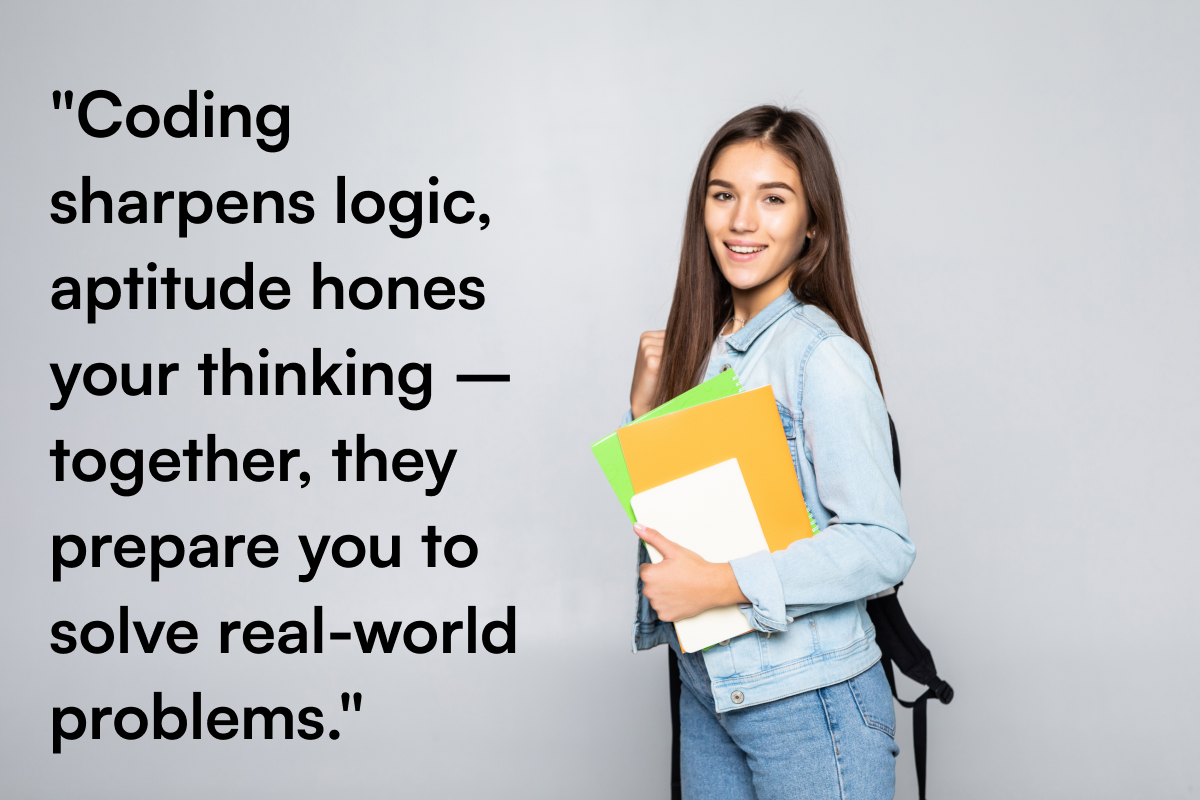 "Coding
sharpens logic,
aptitude hones
your thinking —
together, they
prepare you to
solve real-world
problems."